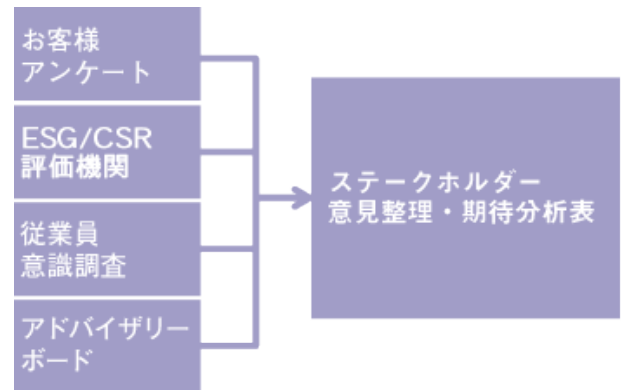 お客様
アンケート
ESG/CSR
評価機関
従業員
意識調査
アドバイザリー
ボード
ステークホルダー
意見整理・期待分析表